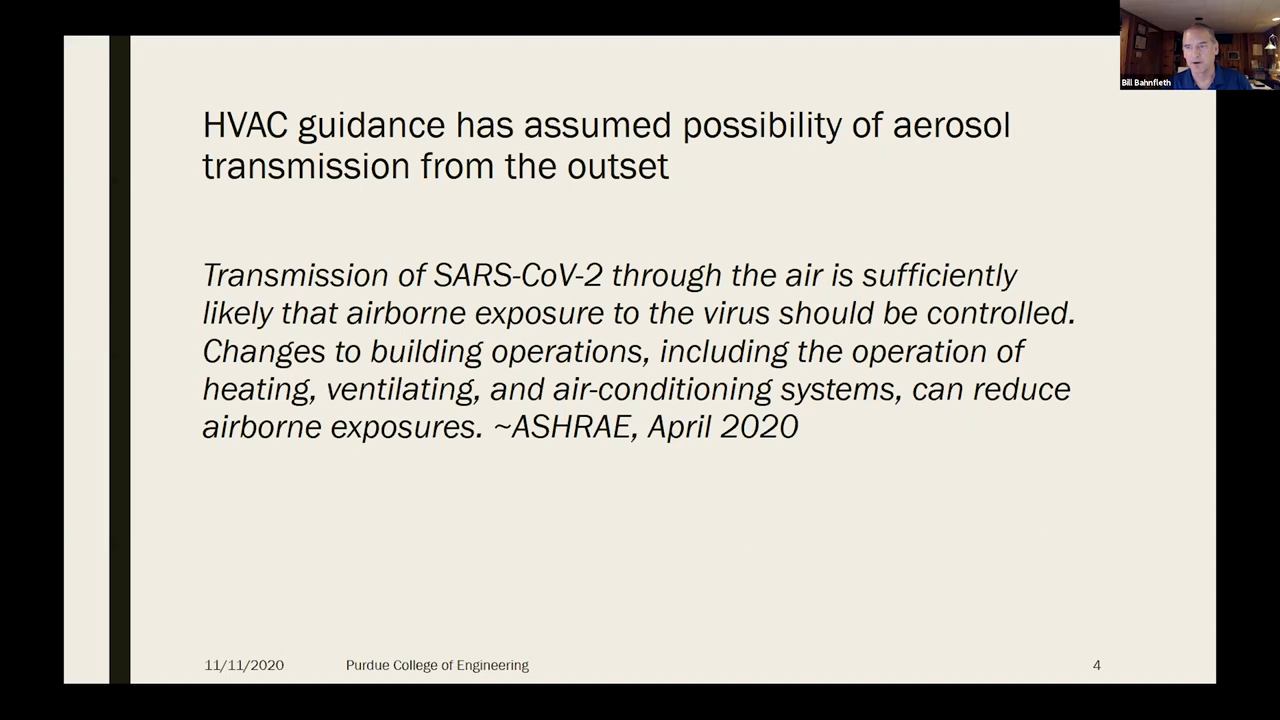 Bill Bahnfleth
HVAC guidance has assumed possibility of aerosol
transmission from the outset
Transmission of SARS-CoV-2 through the air is sufficiently
likely that airborne exposure to the virus should be controlled.
Changes to building operations, including the operation of
heating, ventilating, and air-conditioning systems, can reduce
airborne exposures. ~ASHRAE, April 2020
11/11/2020 Purdue College of Engineering 4